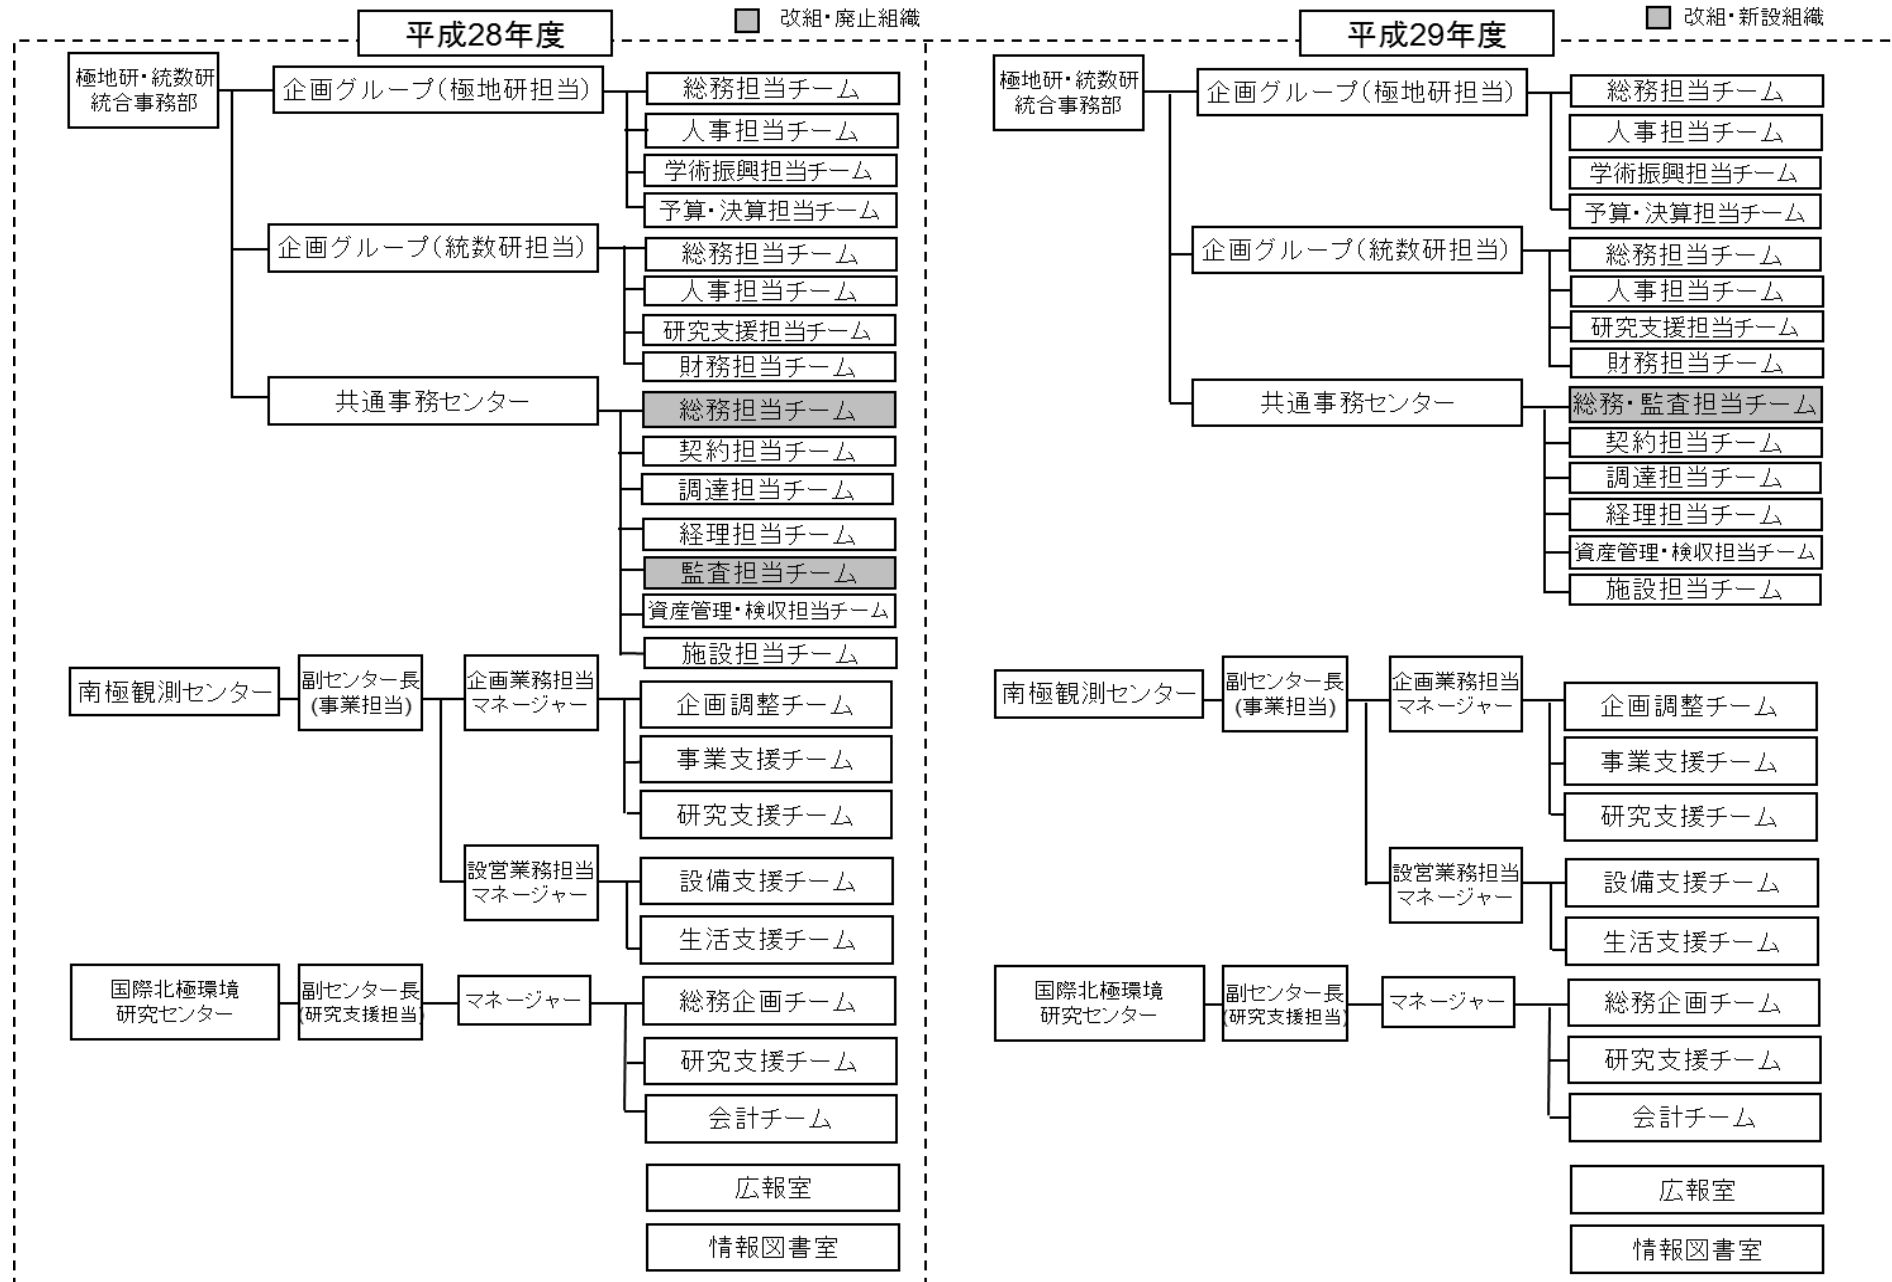 平成28年度
改組・廃止組織
極地研・統数研
統合事務部
企画グループ(極地研担当)
総務担当チーム
人事担当チーム
学術振興担当チーム
予算・決算担当チーム
企画グループ(統数研担当)
総務担当チーム
人事担当チーム
研究支援担当チーム
財務担当チーム
共通事務センター
総務担当チーム
契約担当チーム
調達担当チーム
経理担当チーム
監査担当チーム
資産管理・検収担当チーム
施設担当チーム
南極観測センター
副センター長
(事業担当)
企画業務担当
マネージャー
企画調整チーム
事業支援チーム
研究支援チーム
設営業務担当
マネージャー
設備支援チーム
生活支援チーム
国際北極環境
研究センター
副センター長
(研究支援担当)
マネージャー
総務企画チーム
研究支援チーム
会計チーム
広報室
情報図書室
平成29年度
改組・新設組織
極地研・統数研
統合事務部
企画グループ(極地研担当)
総務担当チーム
人事担当チーム
学術振興担当チーム
予算・決算担当チーム
企画グループ(統数研担当)
総務担当チーム
人事担当チーム
研究支援担当チーム
財務担当チーム
共通事務センター
総務・監査担当チーム
契約担当チーム
調達担当チーム
経理担当チーム
資産管理・検収担当チーム
施設担当チーム
南極観測センター
副センター長
(事業担当)
企画業務担当
マネージャー
企画調整チーム
事業支援チーム
研究支援チーム
設営業務担当
マネージャー
設備支援チーム
生活支援チーム
国際北極環境
研究センター
副センター長
(研究支援担当)
マネージャー
総務企画チーム
研究支援チーム
会計チーム
広報室
情報図書室